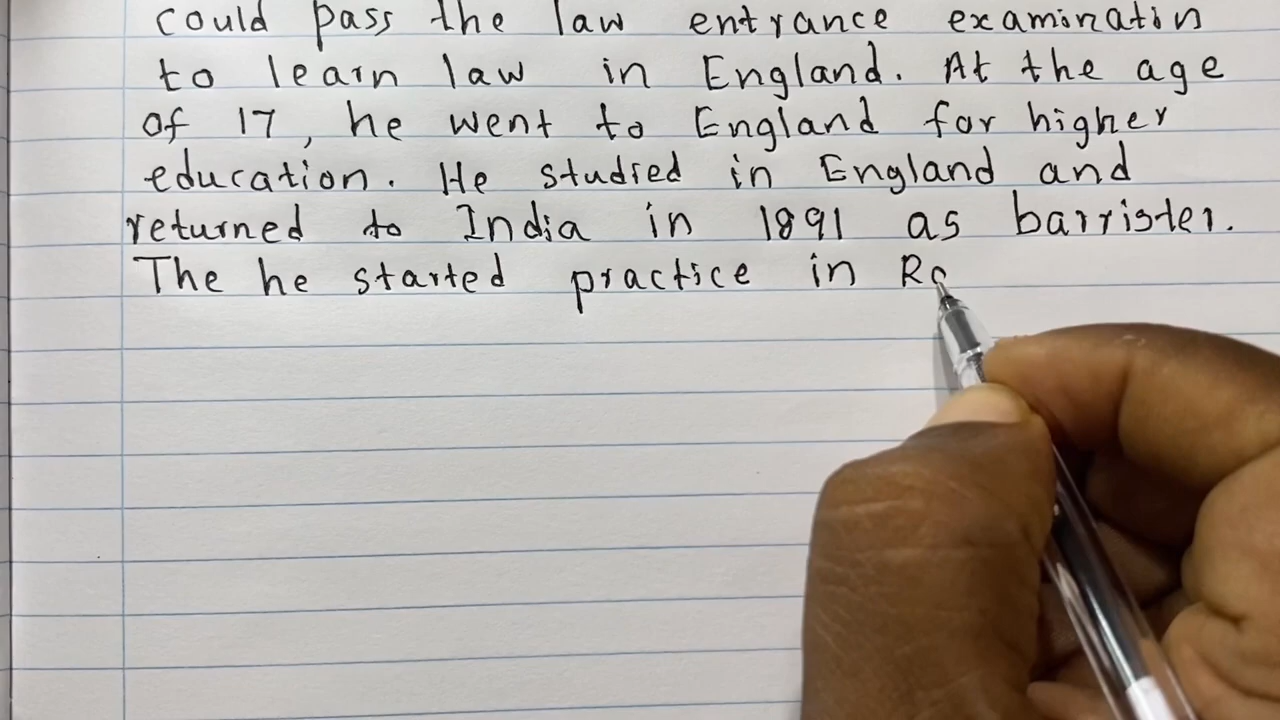 could pass the law entrance examinatin
to learn law in England. At the age
of 17, he went to England for higher
education. He studied in England and
returned to India in 1891 as barrister.
The he started practice in Ra